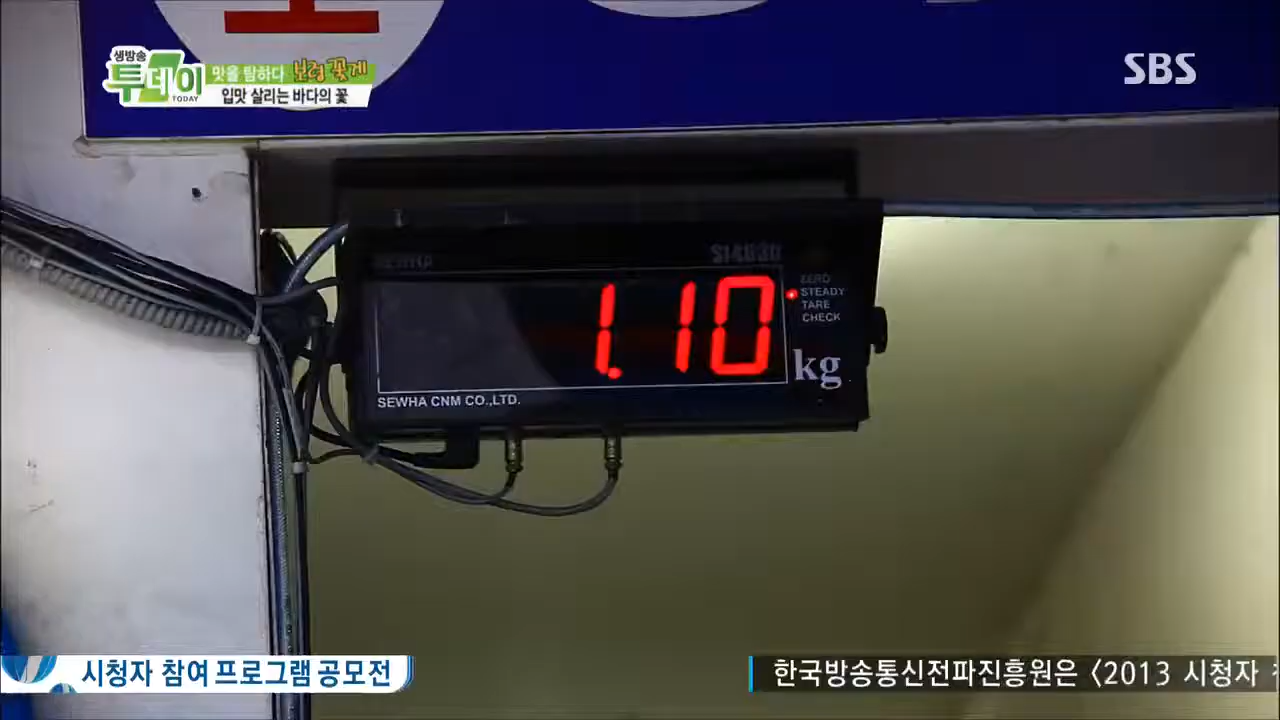 생방송
투데이
TODAY
맛을 탐하다 보령 꽃게
입맛 살리는 바다의 꽃
SBS
SEWHA
1.10
ZERO
STEADY
TARE
CHECK
kg
SEWHA CNM CO.,LTD.
시청자 참여 프로그램 공모전
한국방송통신전파진흥원은 〈2013 시청자